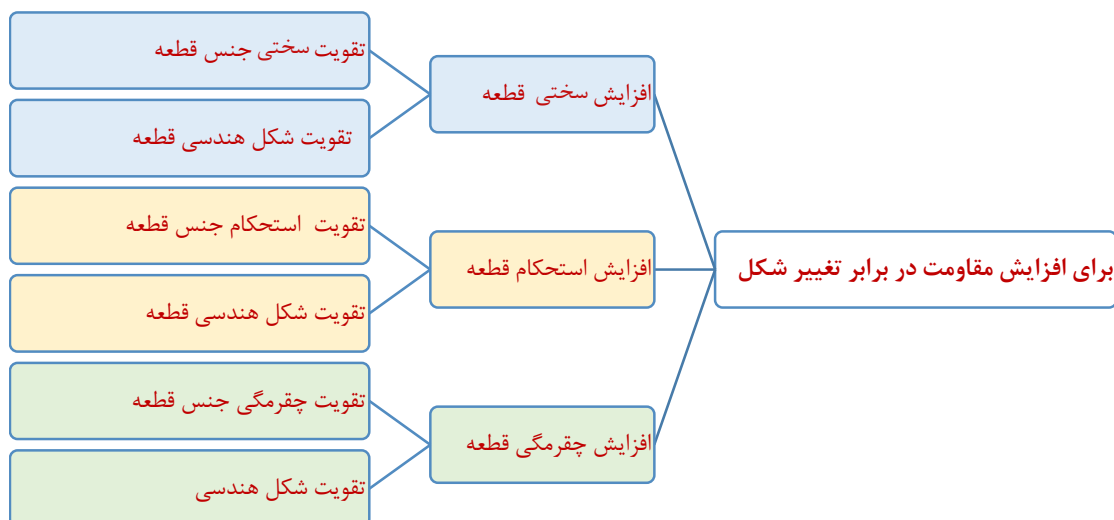 برای افزایش مقاومت در برابر تغییر شکل
افزایش سختی قطعه
تقویت سختی جنس قطعه
تقویت شکل هندسی قطعه
افزایش استحکام قطعه
تقویت استحکام جنس قطعه
تقویت شکل هندسی قطعه
افزایش چقرمگی قطعه
تقویت چقرمگی جنس قطعه
تقویت شکل هندسی